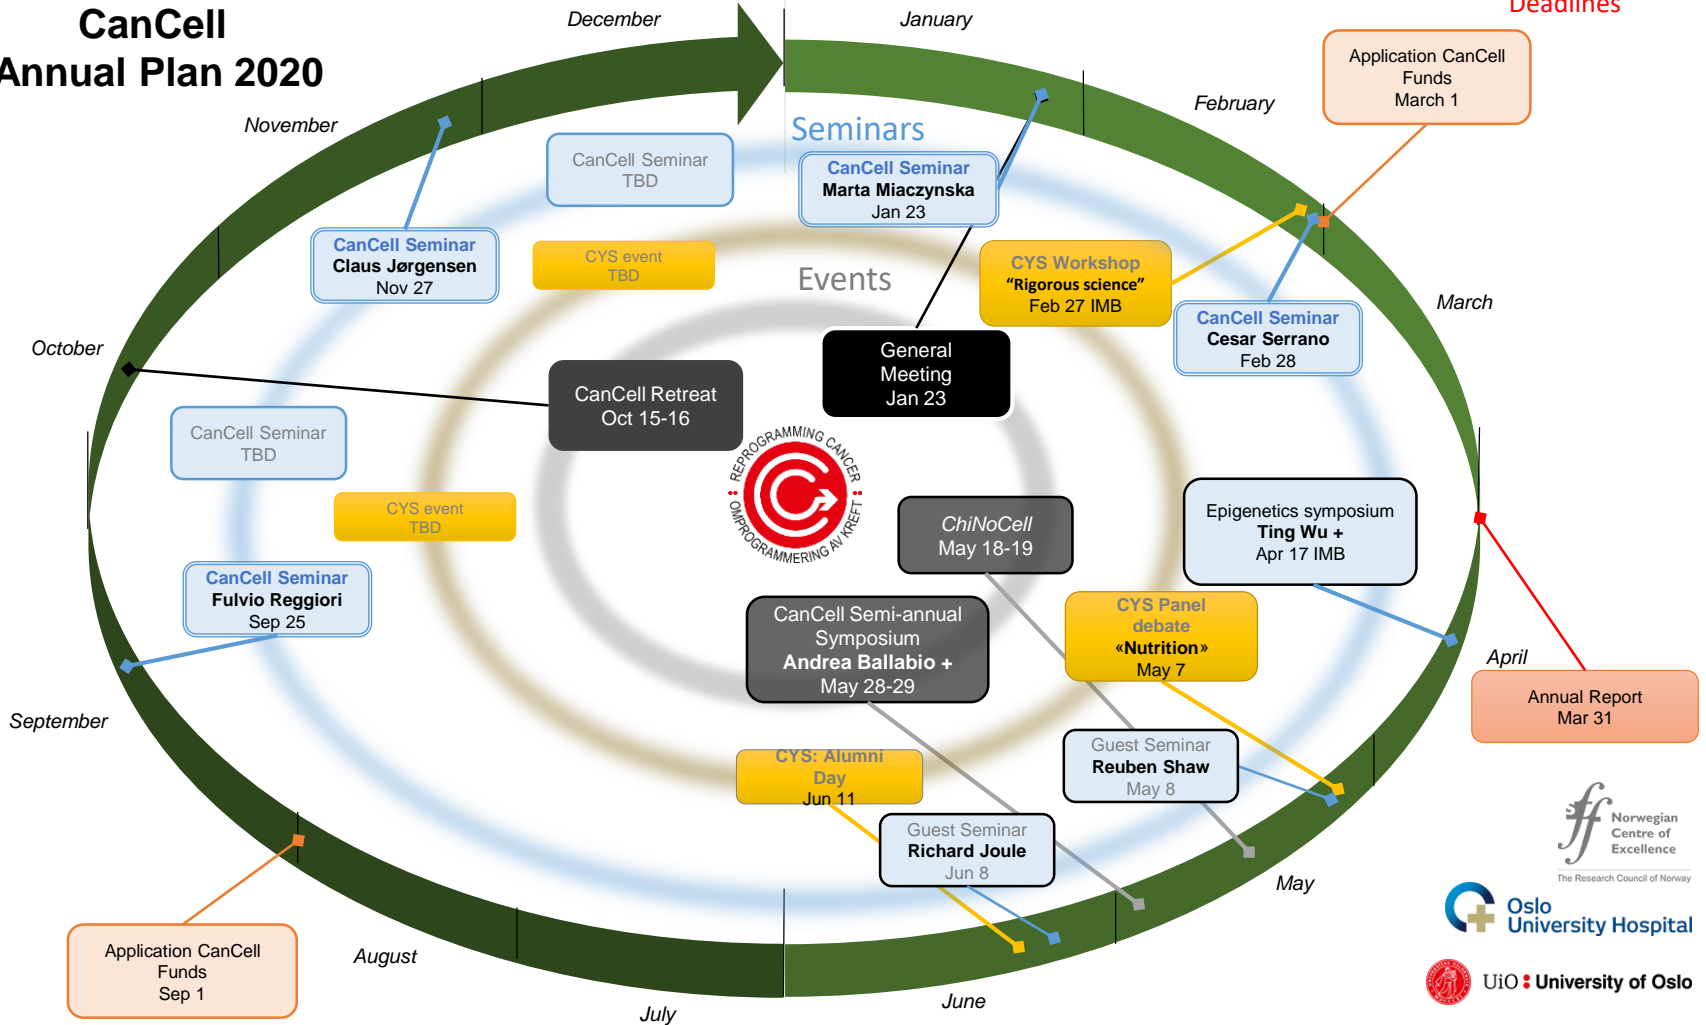 CanCell
Annual Plan 2020
December
January
Deadlines
February
November
Application CanCell
Funds
March 1
Seminars
CanCell Seminar
TBD
CanCell Seminar
Marta Miaczynska
Jan 23
CanCell Seminar
Claus Jørgensen
Nov 27
CYS event
TBD
Events
CYS Workshop
“Rigorous science”
Feb 27 IMB
March
CanCell Seminar
Cesar Serrano
Feb 28
October
General
Meeting
Jan 23
CanCell Retreat
Oct 15-16
CanCell Seminar
TBD
REPROGRAMMING CANCER
OMPROGRAMMERING AV KREFT
CYS event
TBD
ChiNoCell
May 18-19
Epigenetics symposium
Ting Wu +
Apr 17 IMB
CanCell Seminar
Fulvio Reggiori
Sep 25
CanCell Semi-annual
Symposium
Andrea Ballabio +
May 28-29
CYS Panel
debate
«Nutrition»
May 7
April
Annual Report
Mar 31
September
CYS: Alumni
Day
Jun 11
Guest Seminar
Reuben Shaw
May 8
Guest Seminar
Richard Joule
Jun 8
May
Application CanCell
Funds
Sep 1
August
July
June
sff
Norwegian
Centre of
Excellence
The Research Council of Norway
Oslo
University Hospital
UiO : University of Oslo